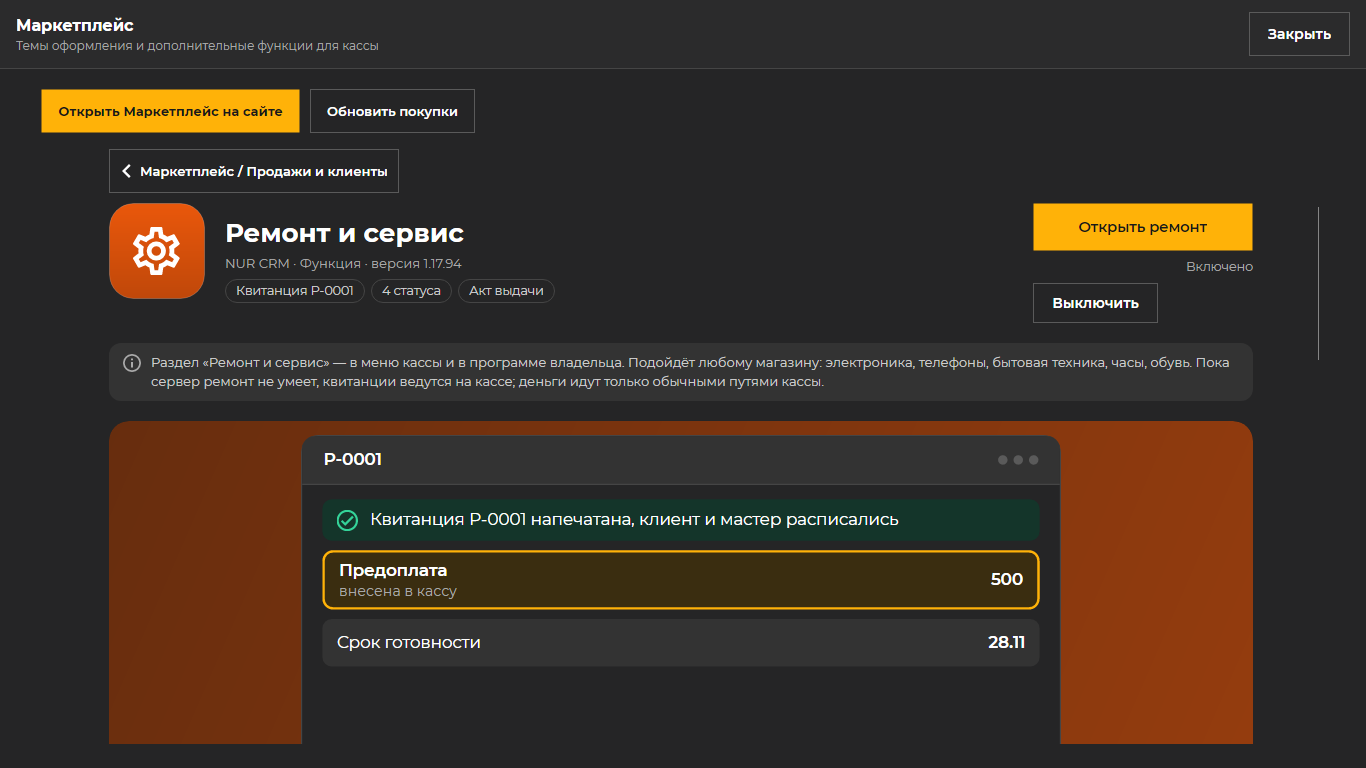 Маркетплейс
Темы оформления и дополнительные функции для кассы
Закрыть
Открыть Маркетплейс на сайте
Обновить покупки
Маркетплейс / Продажи и клиенты
Ремонт и сервис
NUR CRM · Функция · версия 1.17.94
Квитанция Р-0001
4 статуса
Акт выдачи
Открыть ремонт
Включено
Выключить
Раздел «Ремонт и сервис» — в меню кассы и в программе владельца. Подойдёт любому магазину: электроника, телефоны, бытовая техника, часы, обувь. Пока
сервер ремонт не умеет, квитанции ведутся на кассе; деньги идут только обычными путями кассы.
Р-0001
Квитанция Р-0001 напечатана, клиент и мастер расписались
Предоплата
внесена в кассу
500
Срок готовности
28.11